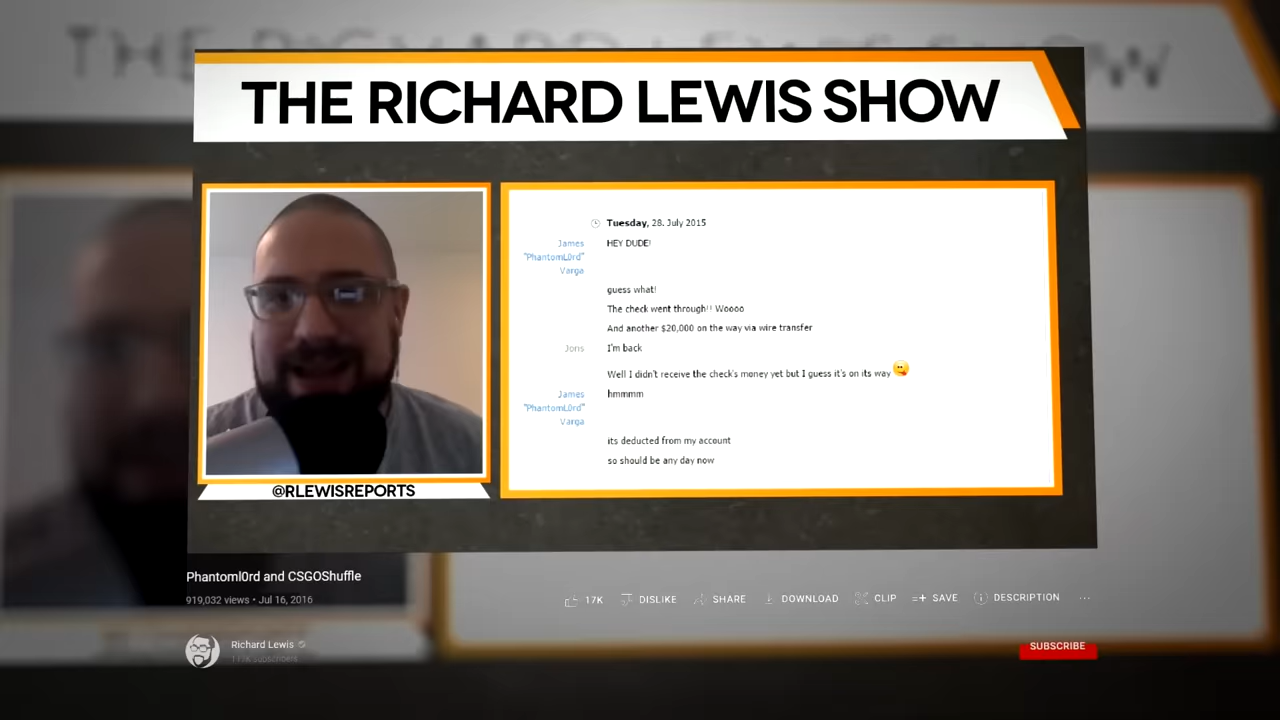 THE RICHARD LEWIS SHOW
Tuesday, 28. July 2015
James
"PhantomL0rd"
Varga
HEY DUDE!
guess what!
The check went through!! Woooo
And another $20,000 on the way via wire transfer
Joris
I'm back
Well I didn't receive the check's money yet but I guess it's on its way
James
"PhantomL0rd"
Varga
hmmmm
its deducted from my account
so should be any day now
@RLEWISREPORTS
Phantoml0rd and CSGOShuffle
919,032 views • Jul 16, 2016
17K
DISLIKE
SHARE
DOWNLOAD
CLIP
SAVE
DESCRIPTION
Richard Lewis
subscribers
SUBSCRIBE